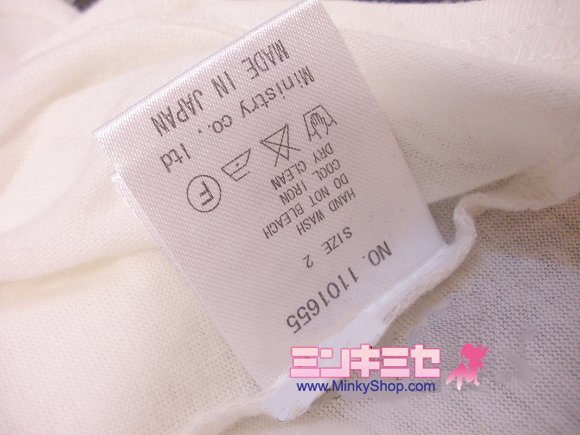 NO. 1101655
SIZE 2
HAND WASH
DO NOT BLEACH
COOL IRON
DRY CLEAN
F
Ministry co., ltd
MADE IN JAPAN
ミンキミセ
www.MinkyShop.com